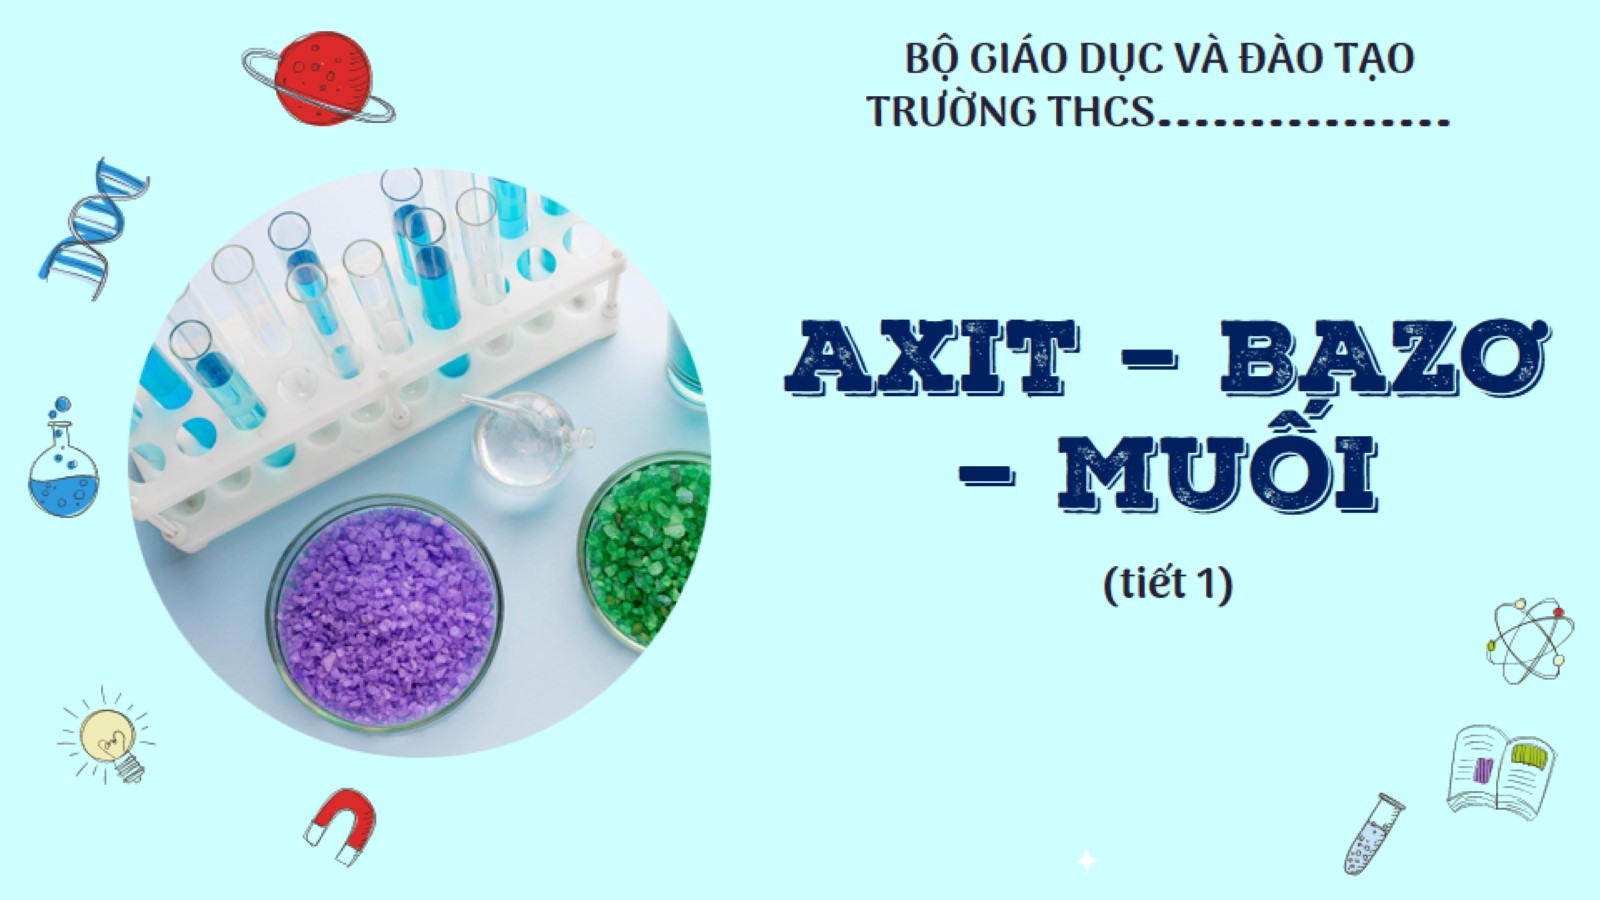 BỘ GIÁO DỤC VÀ ĐÀO TẠO
TRƯỜNG THCS................
AXIT – BAZƠ
– MUỐI
(tiết 1)